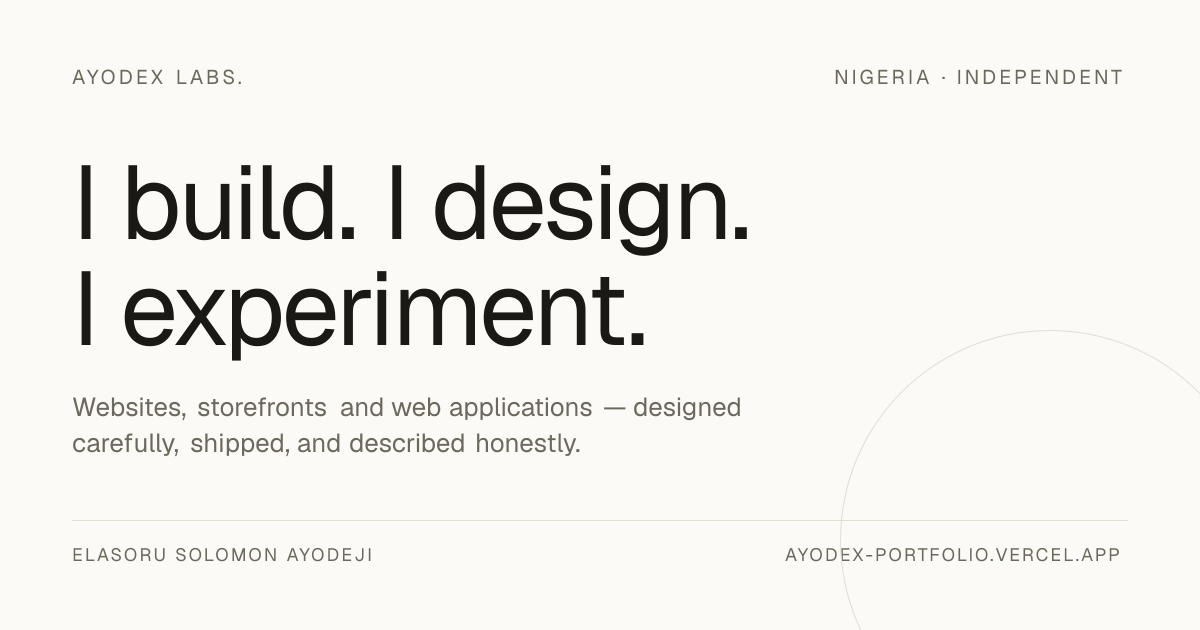 AYODEX LABS.
NIGERIA · INDEPENDENT
I build. I design.
I experiment.
Websites, storefronts and web applications — designed
carefully, shipped, and described honestly.
ELASORU SOLOMON AYODEJI
AYODEX-PORTFOLIO.VERCEL.APP